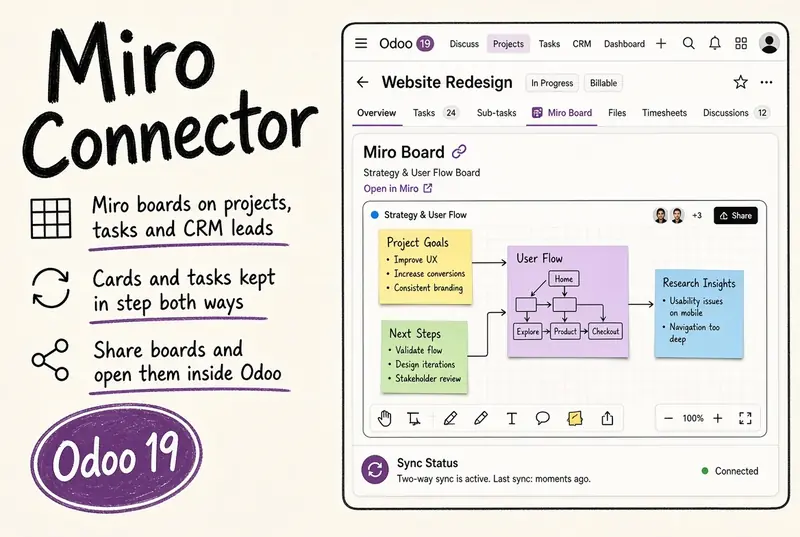 Miro
Connector
Miro boards on projects,
tasks and CRM leads
Cards and tasks kept
in step both ways
Share boards and
open them inside Odoo
Odoo 19
Odoo 19 Discuss Projects Tasks CRM Dashboard
Website Redesign In Progress Billable
Overview Tasks 24 Sub-tasks Miro Board Files Timesheets Discussions 12
Miro Board
Strategy & User Flow Board
Open in Miro
Strategy & User Flow +3 Share
Project Goals
• Improve UX
• Increase conversions
• Consistent branding
Next Steps
• Validate flow
• Design iterations
• Stakeholder review
User Flow
Home
Explore Product Checkout
Research Insights
• Usability issues
on mobile
• Navigation too
deep
T
100%
Sync Status
Two-way sync is active. Last sync: moments ago.
Connected